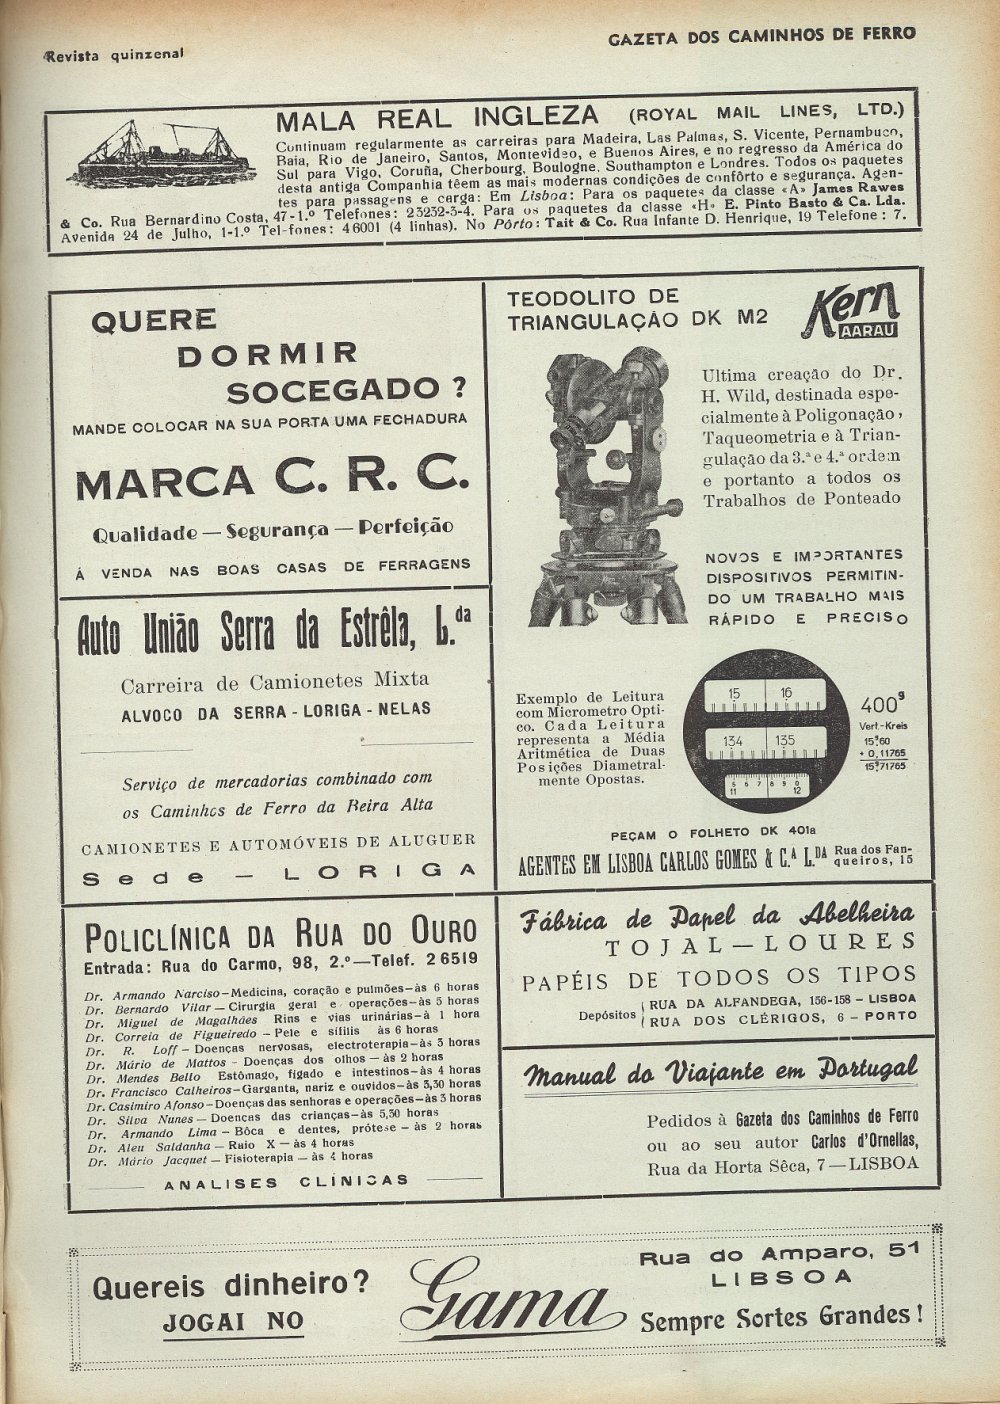 Revista quinzenal
GAZETA DOS CAMINHOS DE FERRO
MALA REAL INGLEZA (ROYAL MAIL LINES, LTD.)
Continuam regularmente as carreiras para Madeira, Las Palmas, S. Vicente, Pernambuco,
Baía, Rio de Janeiro, Santos, Montevideo, e Buenos Aires, e no regresso da América do
Sul para Vigo, Coruña, Cherbourg, Boulogne, Southampton e Londres. Todos os paquetes
desta antiga Companhia têem as mais modernas condições de confôrto e segurança. Agen-
tes para passagens e carga: Em Lisboa: Para os paquetes da classe «A» James Rawes
& Co. Rua Bernardino Costa, 47-1.º Telefones: 23232-3-4. Para os paquetes da classe «H» E. Pinto Basto & Ca. Lda.
Avenida 24 de Julho, 1-1.º Tel-fones: 46001 (4 linhas). No Pôrto: Tait & Co. Rua Infante D. Henrique, 19 Telefone: 7.
QUERE
DORMIR
SOCEGADO ?
MANDE COLOCAR NA SUA PORTA UMA FECHADURA
MARCA C. R. C.
Qualidade — Segurança — Perfeição
Á VENDA NAS BOAS CASAS DE FERRAGENS
Auto União Serra da Estrêla, L.da
Carreira de Camionetes Mixta
ALVOCO DA SERRA - LORIGA - NELAS
Serviço de mercadorias combinado com
os Caminhos de Ferro da Beira Alta
CAMIONETES E AUTOMÓVEIS DE ALUGUER
Sede — LORIGA
TEODOLITO DE
TRIANGULAÇÃO DK M2
Kern
AARAU
Ultima creação do Dr.
H. Wild, destinada espe-
cialmente à Poligonação,
Taqueometria e à Trian-
gulação da 3.ª e 4.ª ordem
e portanto a todos os
Trabalhos de Ponteado
NOVOS E IMPORTANTES
DISPOSITIVOS PERMITIN-
DO UM TRABALHO MAIS
RÁPIDO E PRECISO
Exemplo de Leitura
com Micrometro Opti-
co. Cada Leitura
representa a Média
Aritmética de Duas
Posições Diametral-
mente Opostas.
15 16
134 135
5 6 7 8 9 0
11 12
400g
Vert.-Kreis
15g60
+ 0,11765
15g71765
PEÇAM O FOLHETO DK 401a
AGENTES EM LISBOA CARLOS GOMES & C.A L.DA Rua dos Fan-
queiros, 15
POLICLÍNICA DA RUA DO OURO
Entrada: Rua do Carmo, 98, 2.º—Telef. 26519
Dr. Armando Narciso—Medicina, coração e pulmões—às 6 horas
Dr. Bernardo Vilar — Cirurgia geral e operações—às 5 horas
Dr. Miguel de Magalhães Rins e vias urinárias—à 1 hora
Dr. Correia de Figueiredo - Pele e sífilis às 6 horas
Dr. R. Loff — Doenças nervosas, electroterapia—às 3 horas
Dr. Mário de Mattos - Doenças dos olhos — às 2 horas
Dr. Mendes Bello Estômago, fígado e intestinos—às 4 horas
Dr. Francisco Calheiros—Garganta, nariz e ouvidos—às 3,30 horas
Dr. Casimiro Afonso—Doenças das senhoras e operações—às 3 horas
Dr. Silva Nunes — Doenças das crianças—às 5,30 horas
Dr. Armando Lima — Bôca e dentes, prótese — às 2 horas
Dr. Aleu Saldanha — Raio X — às 4 horas
Dr. Mário Jacquet — Fisioterapia — às 4 horas
ANALISES CLÍNICAS
Fábrica de Papel da Abelheira
TOJAL — LOURES
PAPÉIS DE TODOS OS TIPOS
Depósitos { RUA DA ALFANDEGA, 156-158 — LISBOA
RUA DOS CLÉRIGOS, 6 — PORTO
Manual do Viajante em Portugal
Pedidos à Gazeta dos Caminhos de Ferro
ou ao seu autor Carlos d'Ornellas,
Rua da Horta Sêca, 7—LISBOA
Quereis dinheiro?
JOGAI NO
Gama
Rua do Amparo, 51
LIBSOA
Sempre Sortes Grandes!